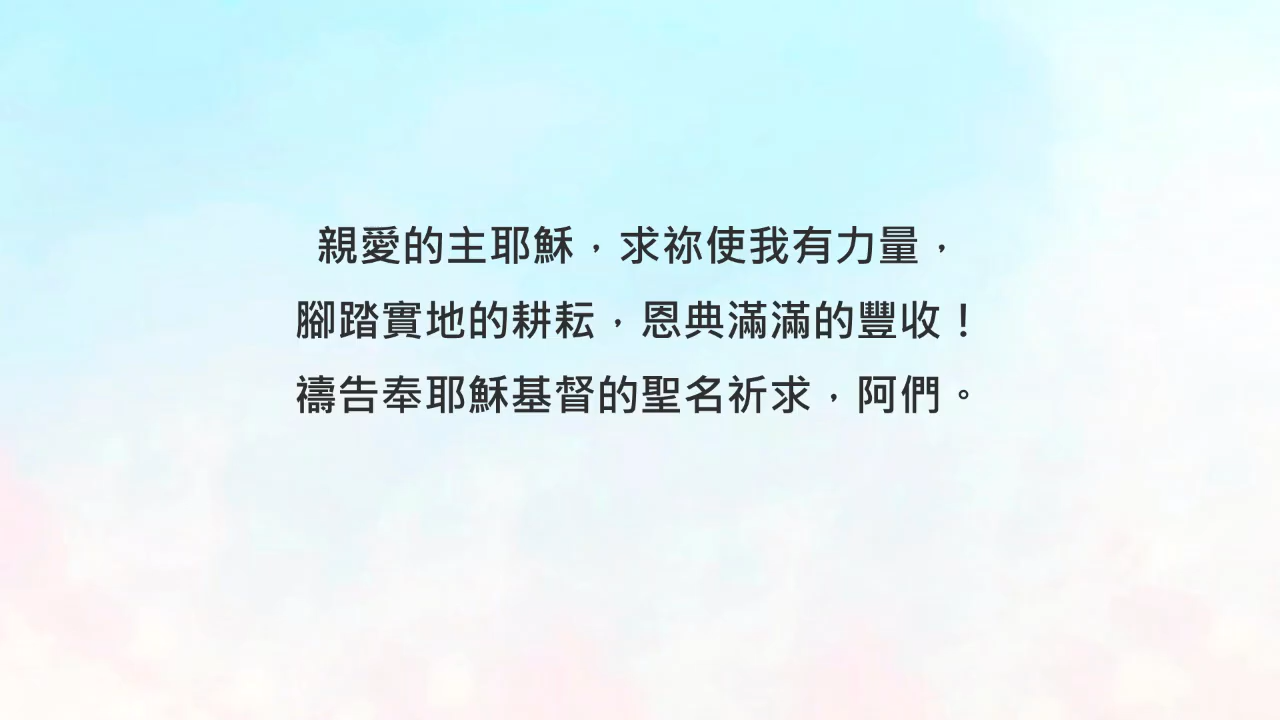 親愛的主耶穌，求祢使我有力量，
腳踏實地的耕耘，恩典滿滿的豐收！
禱告奉耶穌基督的聖名祈求，阿們。